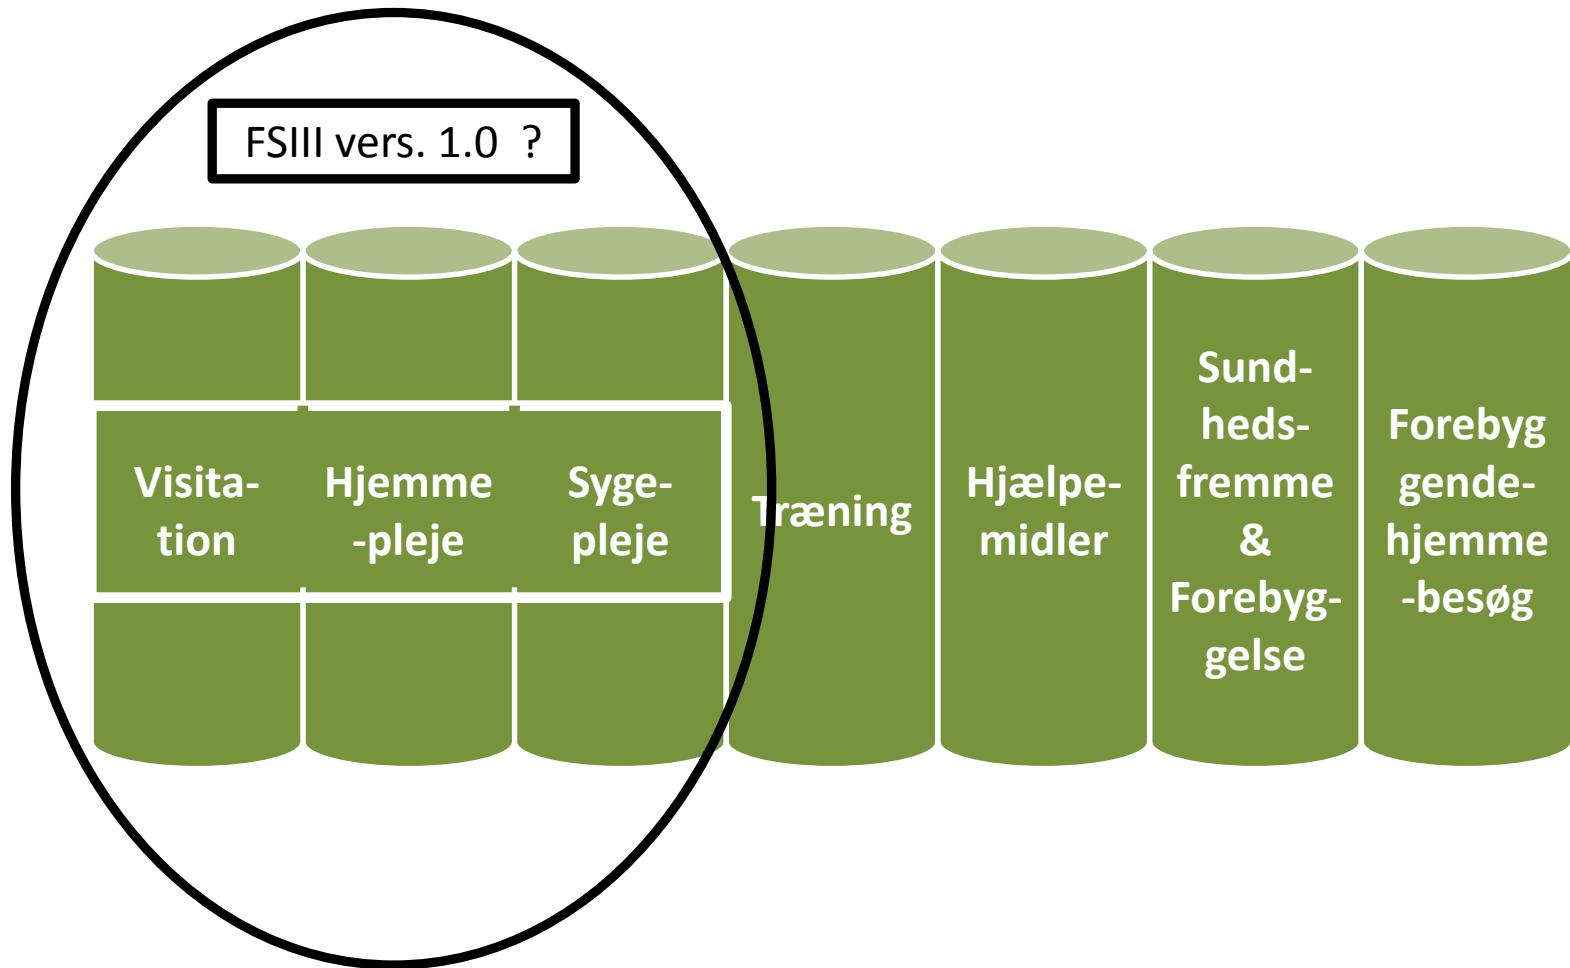 FSIII vers. 1.0  ?
Visita-
tion
Hjemme
-pleje
Syge-
pleje
Træning
Hjælpe-
midler
Sund-
heds-
fremme
&
Forebyg-
gelse
Forebyg
gende-
hjemme
-besøg